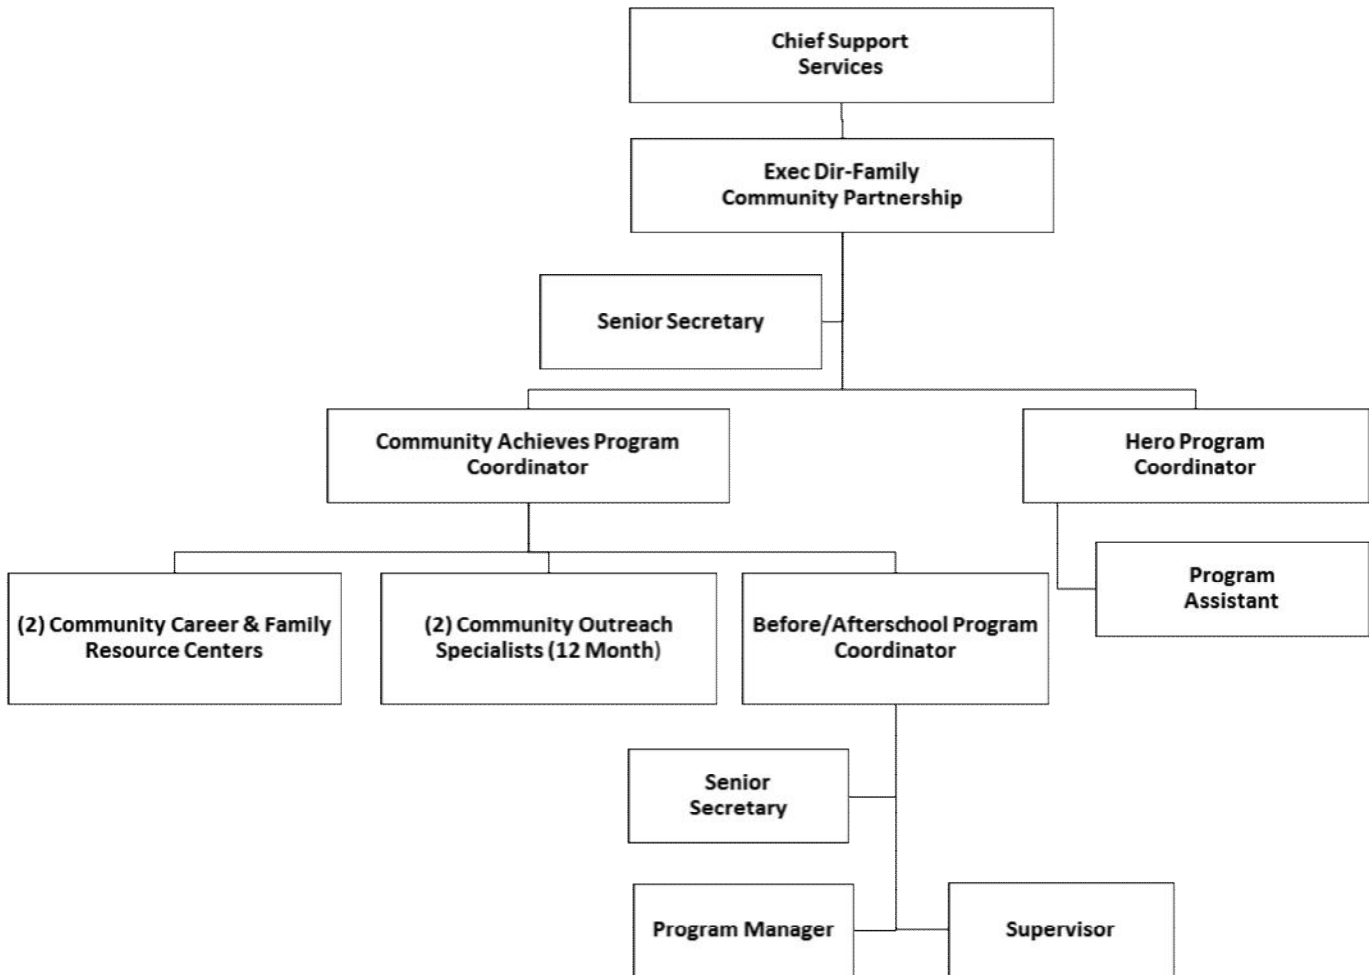 Chief Support
Services
Exec Dir-Family
Community Partnership
Senior Secretary
Community Achieves Program
Coordinator
Hero Program
Coordinator
(2) Community Career & Family
Resource Centers
(2) Community Outreach
Specialists (12 Month)
Before/Afterschool Program
Coordinator
Program
Assistant
Senior
Secretary
Program Manager
Supervisor